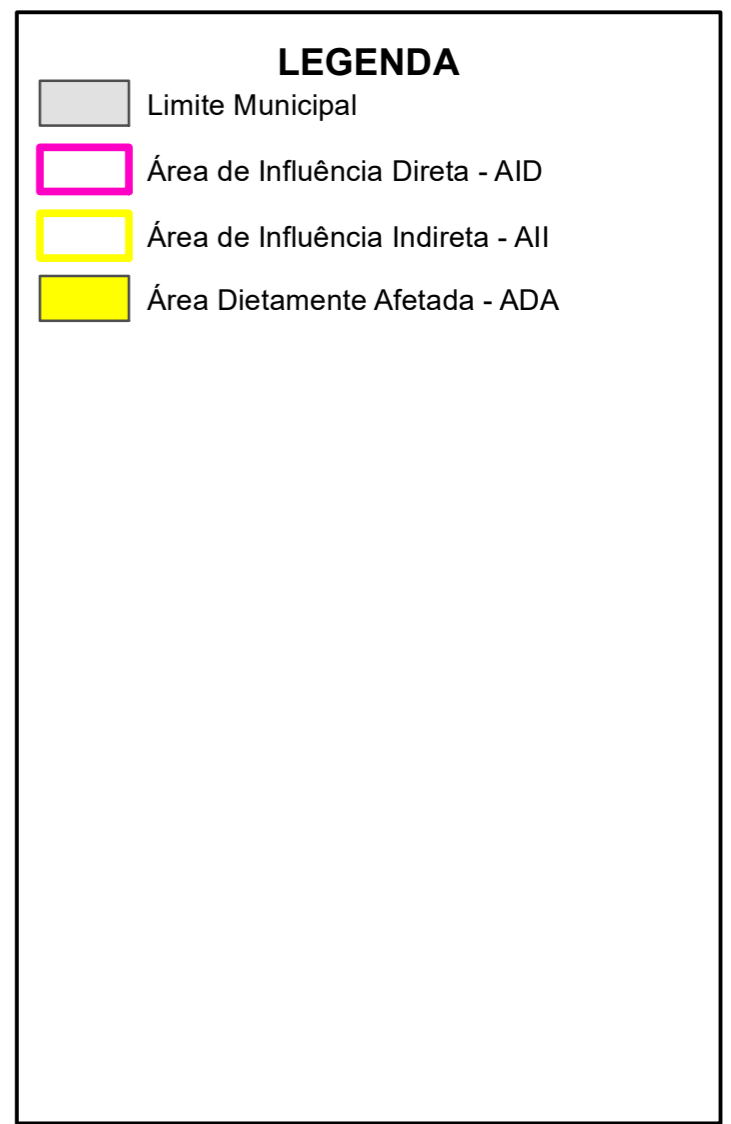 LEGENDA
Limite Municipal
Área de Influência Direta - AID
Área de Influência Indireta - AII
Área Dietamente Afetada - ADA